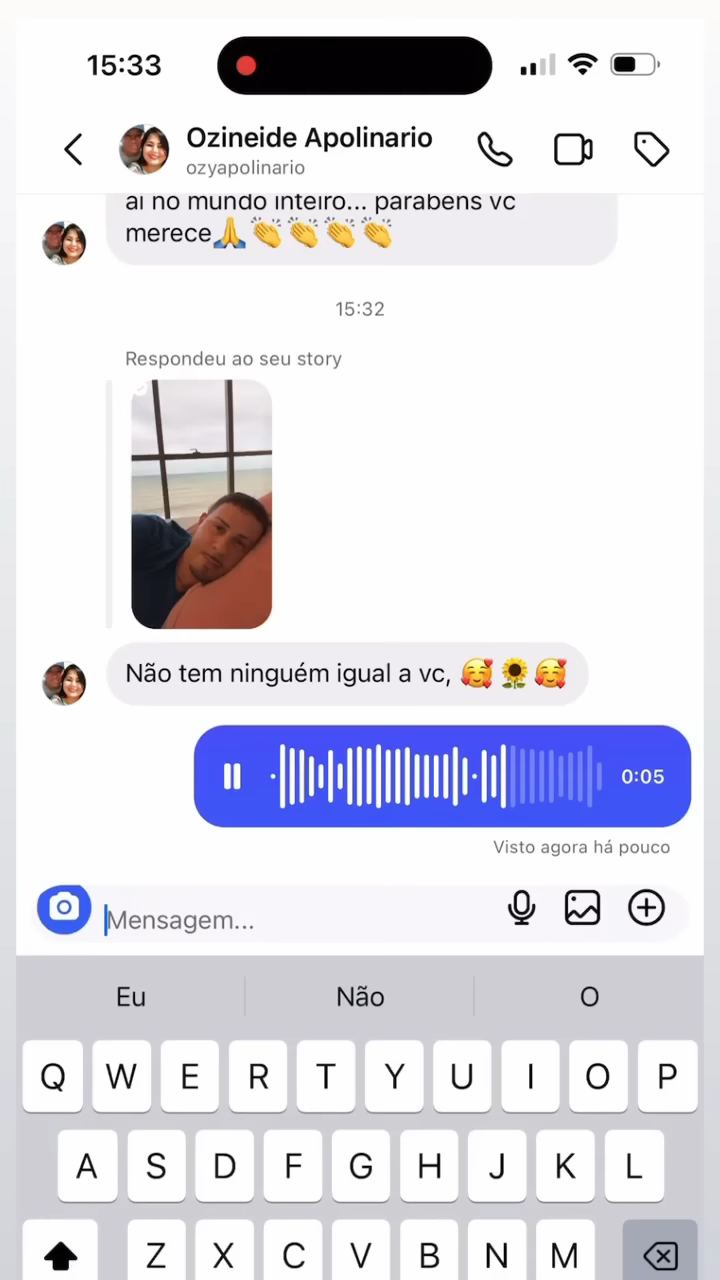 15:33
Ozineide Apolinario
ozyapolinario
aí no mundo inteiro... parabéns vc
merece🙏👏👏👏👏
15:32
Respondeu ao seu story
Não tem ninguém igual a vc, 🥰🌻🥰
0:05
Visto agora há pouco
Mensagem...
Eu Não O
Q W E R T Y U I O P
A S D F G H J K L
Z X C V B N M